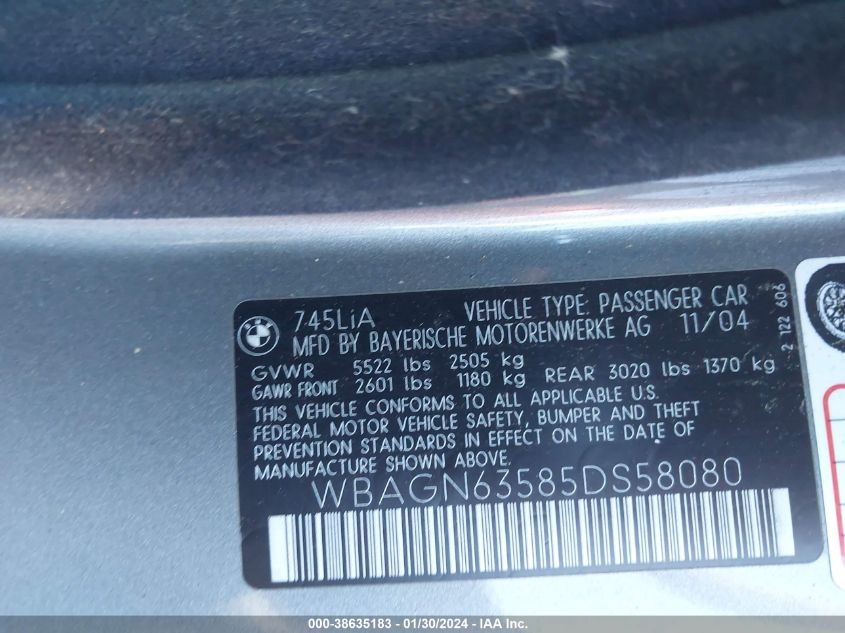 BMW
745LiA VEHICLE TYPE: PASSENGER CAR
MFD BY BAYERISCHE MOTORENWERKE AG 11/04
GVWR 5522 lbs 2505 kg
GAWR FRONT 2601 lbs 1180 kg REAR 3020 lbs 1370 kg
THIS VEHICLE CONFORMS TO ALL APPLICABLE U.S.
FEDERAL MOTOR VEHICLE SAFETY, BUMPER AND THEFT
PREVENTION STANDARDS IN EFFECT ON THE DATE OF
MANUFACTURE SHOWN ABOVE.
WBAGN63585DS58080
2 122 606
000-38635183 - 01/30/2024 - IAAI.com